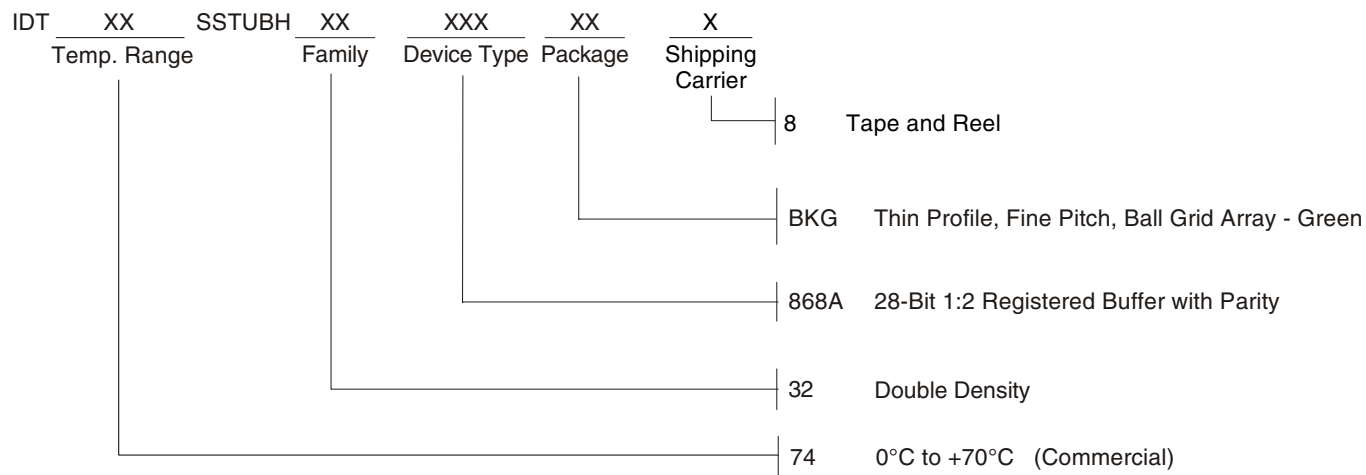 IDT XX SSTUBH XX XXX XX X
Temp. Range Family Device Type Package Shipping
Carrier
8 Tape and Reel
BKG Thin Profile, Fine Pitch, Ball Grid Array - Green
868A 28-Bit 1:2 Registered Buffer with Parity
32 Double Density
74 0°C to +70°C (Commercial)